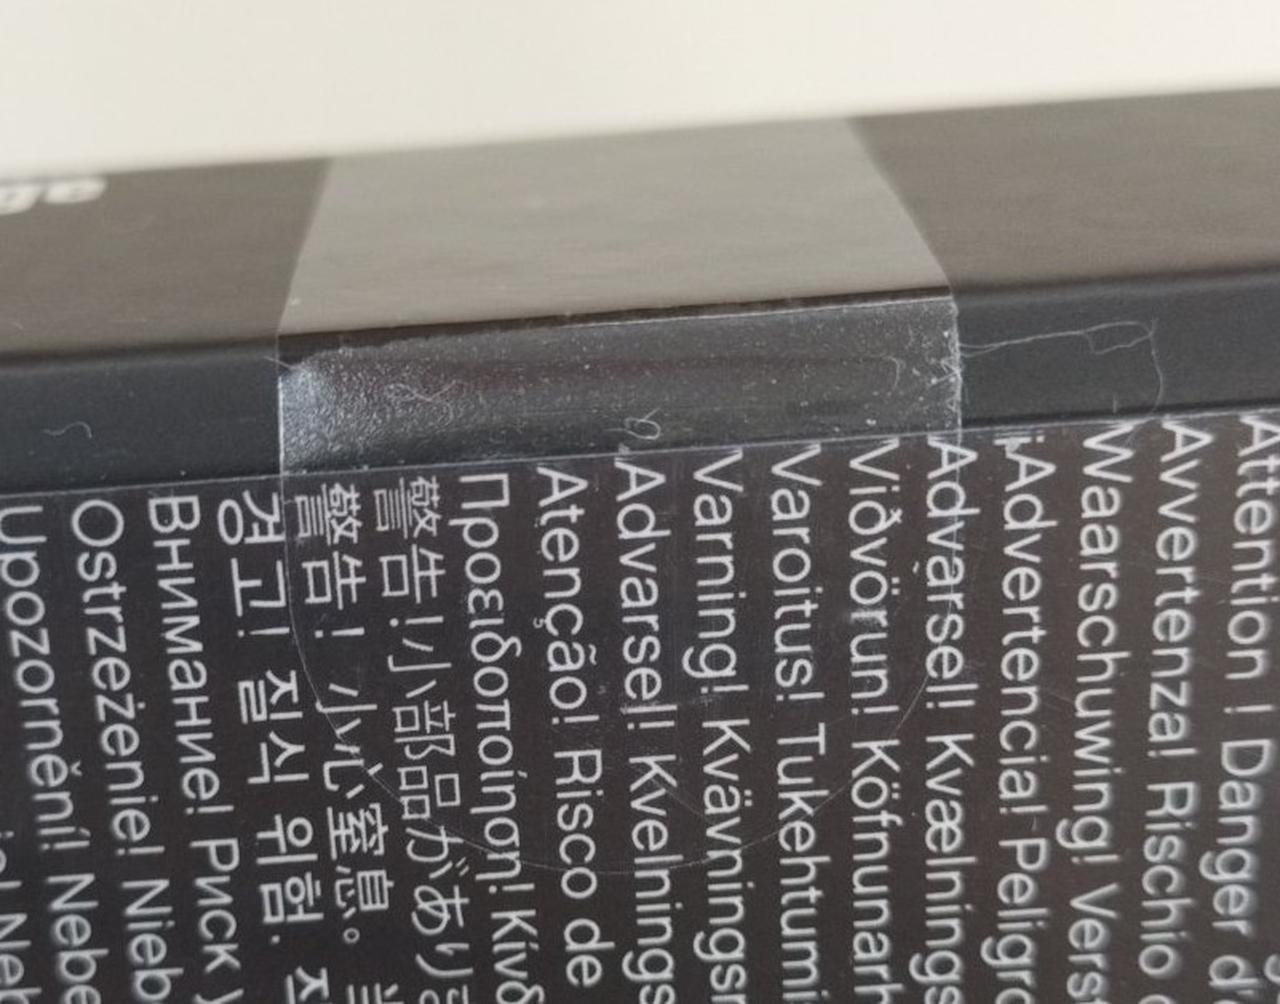 Attention ! Danger d
Avvertenza! Rischio
Waarschuwing! Vers
¡Advertencia! Peligro
Advarsel! Kvælnings
Viðvörun! Köfnunarh
Varoitus! Tukehtumi
Varning! Kvävningsr
Advarsel! Kvelnings
Atenção! Risco de
Προειδοποίηση! Κίνδ
警告！小部品があり
警告！小心窒息。
경고! 질식 위험.
Внимание! Риск у
Ostrzeżenie! Nieb
Upozornění! Nebe